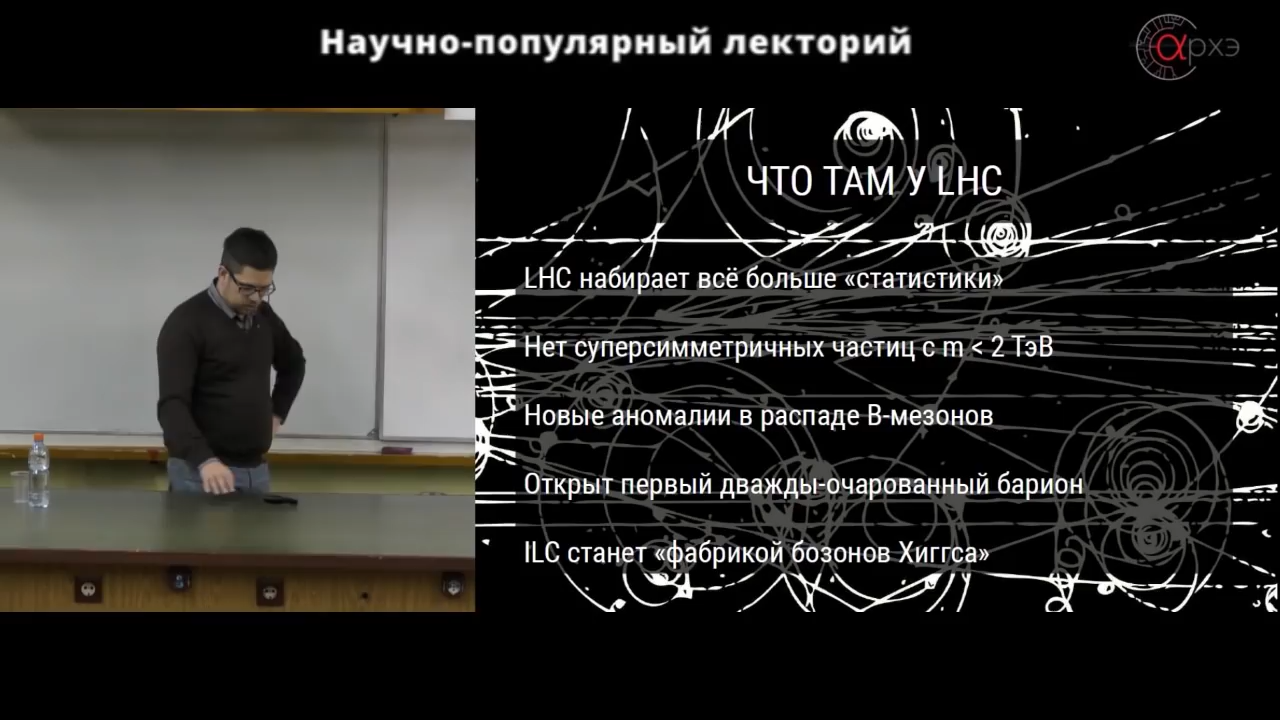 Научно-популярный лекторий
αрхэ
ЧТО ТАМ У LHC
LHC набирает всё больше «статистики»
Нет суперсимметричных частиц с m < 2 ТэВ
Новые аномалии в распаде B-мезонов
Открыт первый дважды-очарованный барион
ILC станет «фабрикой бозонов Хиггса»